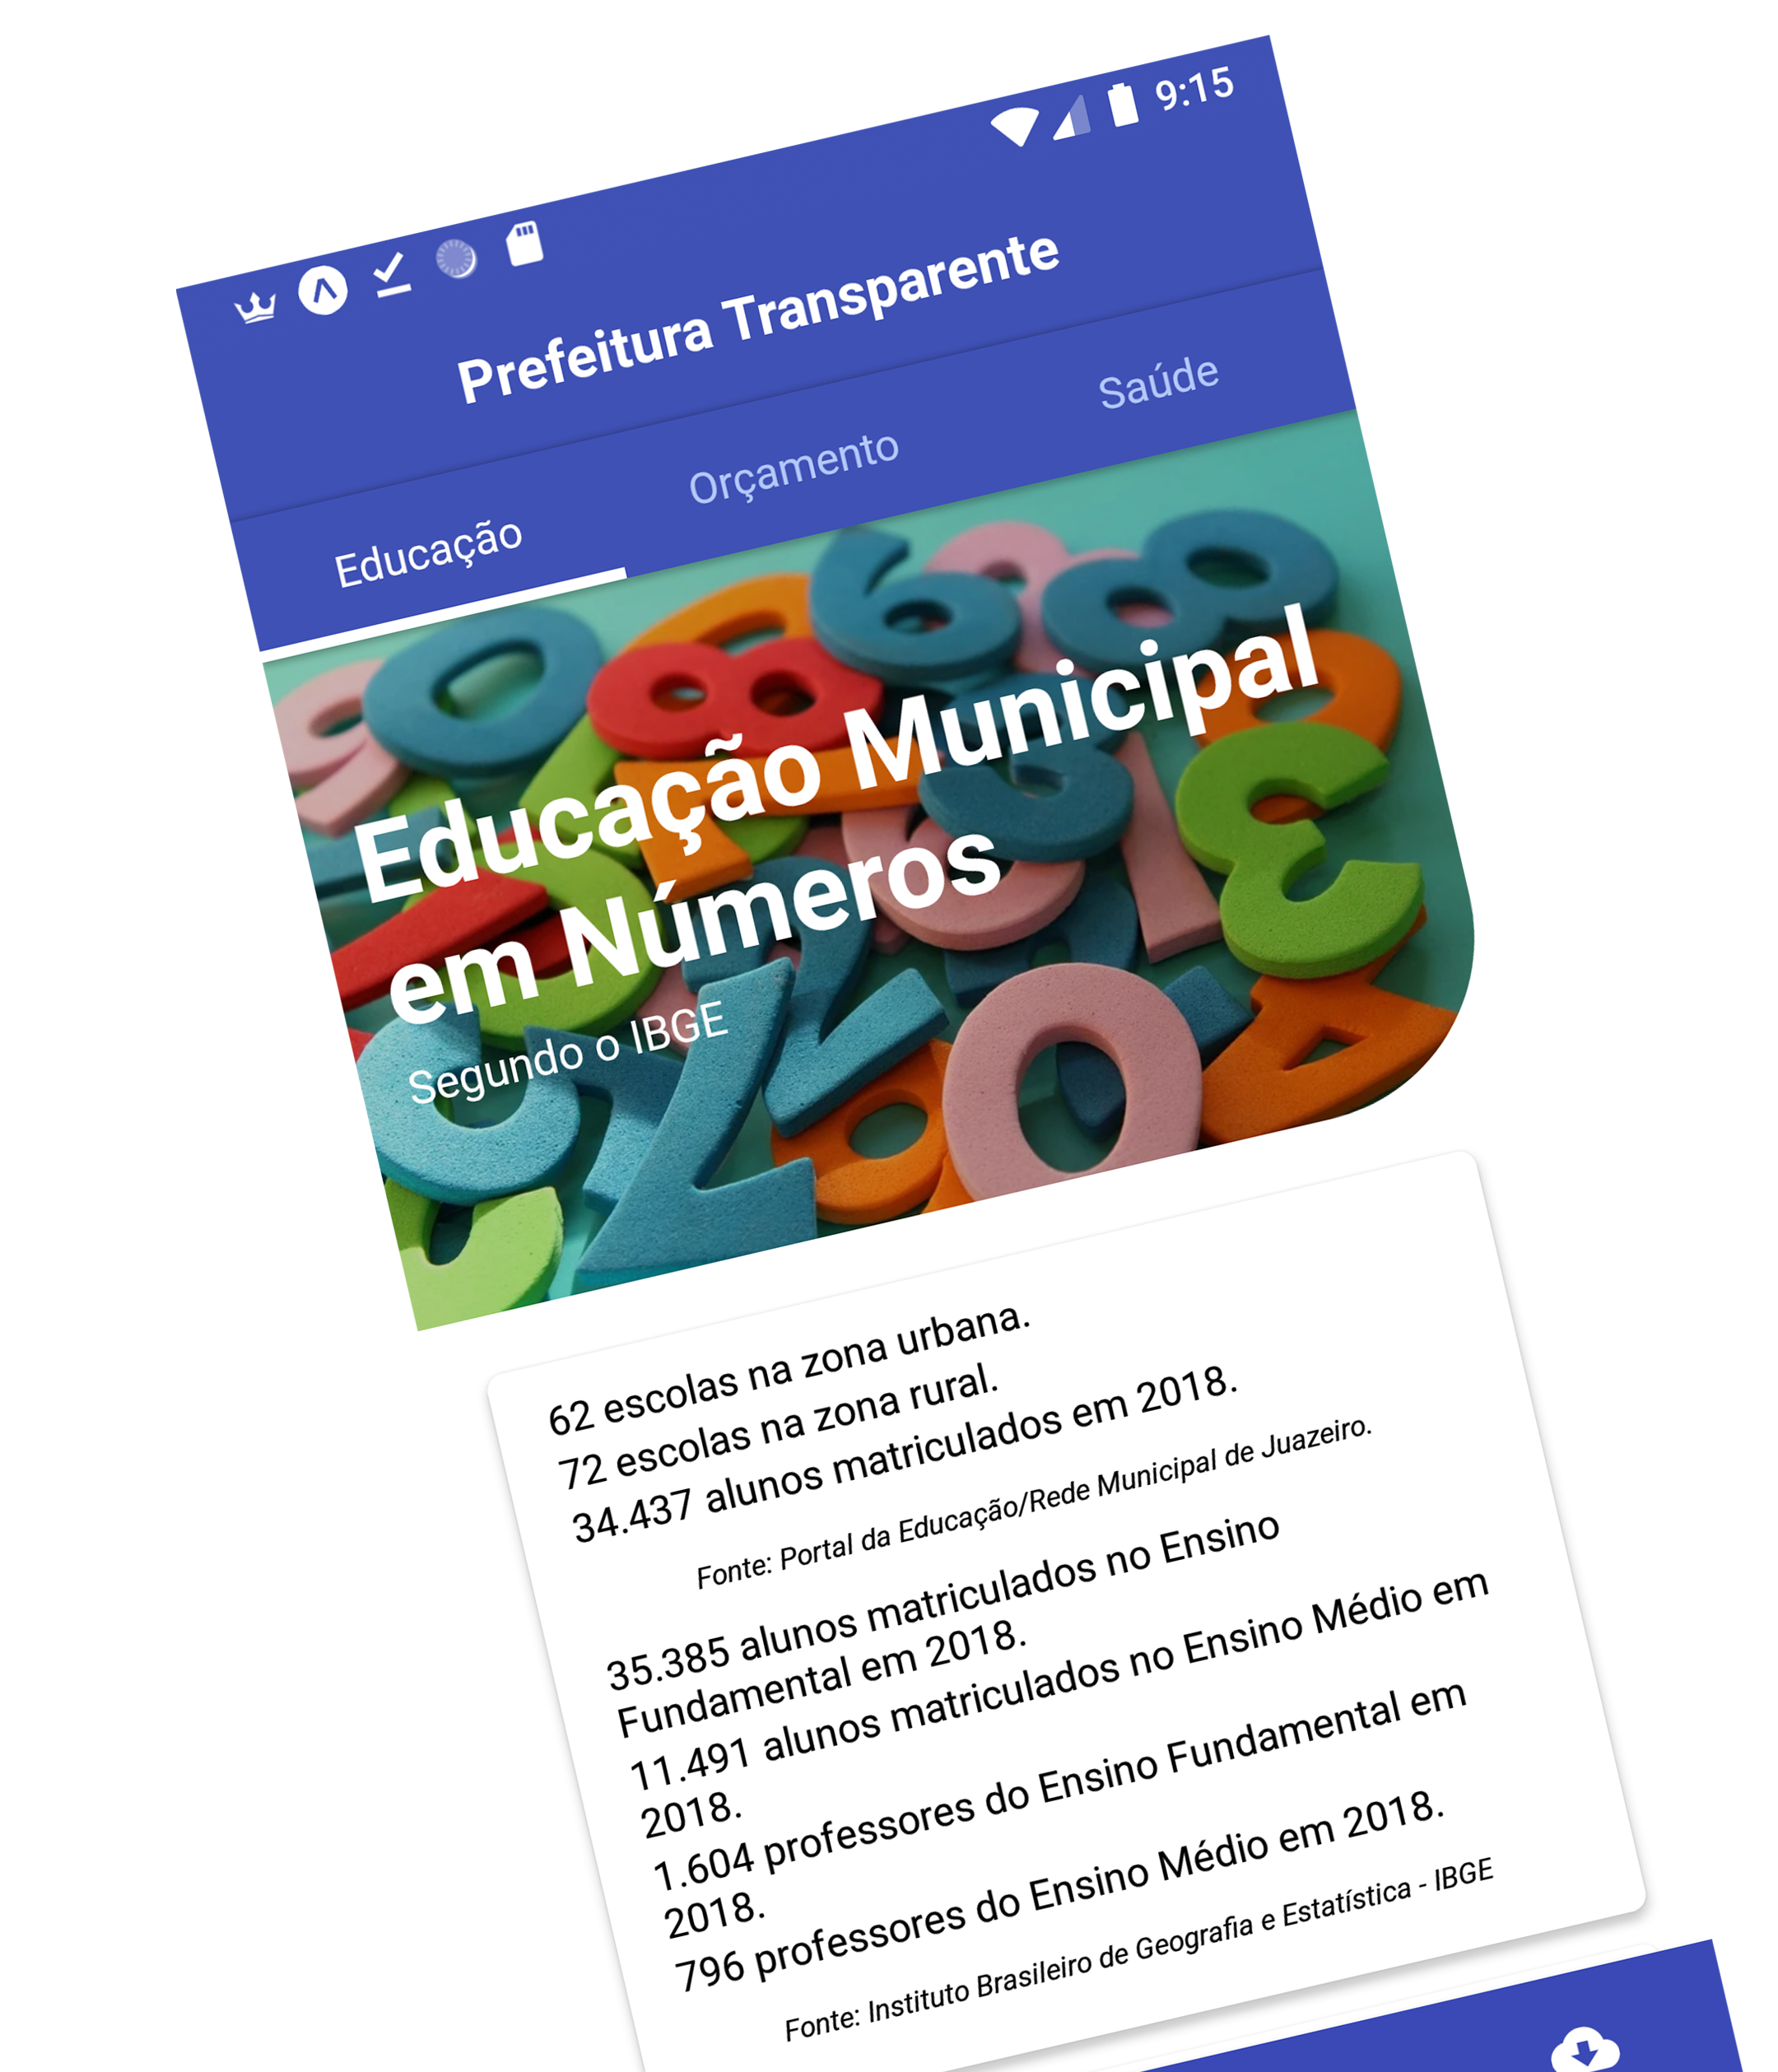 9:15
Prefeitura Transparente
Educação
Orçamento
Saúde
Educação Municipal
em Números
Segundo o IBGE
62 escolas na zona urbana.
72 escolas na zona rural.
34.437 alunos matriculados em 2018.
Fonte: Portal da Educação/Rede Municipal de Juazeiro.
35.385 alunos matriculados no Ensino
Fundamental em 2018.
11.491 alunos matriculados no Ensino Médio em
2018.
1.604 professores do Ensino Fundamental em
2018.
796 professores do Ensino Médio em 2018.
Fonte: Instituto Brasileiro de Geografia e Estatística - IBGE